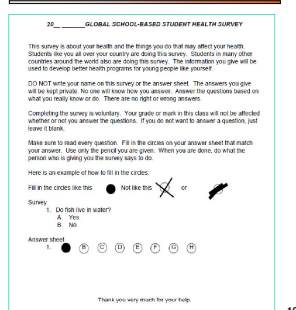 20__ ______GLOBAL SCHOOL-BASED STUDENT HEALTH SURVEY
This survey is about your health and the things you do that may affect your health.
Students like you all over your country are doing this survey. Students in many other
countries around the world also are doing this survey. The information you give will be
used to develop better health programs for young people like yourself.
DO NOT write your name on this survey or the answer sheet. The answers you give
will be kept private. No one will know how you answer. Answer the questions based on
what you really know or do. There are no right or wrong answers.
Completing the survey is voluntary. Your grade or mark in this class will not be affected
whether or not you answer the questions. If you do not want to answer a question, just
leave it blank.
Make sure to read every question. Fill in the circles on your answer sheet that match
your answer. Use only the pencil you are given. When you are done, do what the
person who is giving you the survey says to do.
Here is an example of how to fill in the circles:
Fill in the circles like this Not like this or
Survey
1. Do fish live in water?
A. Yes
B. No
Answer sheet
1. B C D E F G H
Thank you very much for your help.